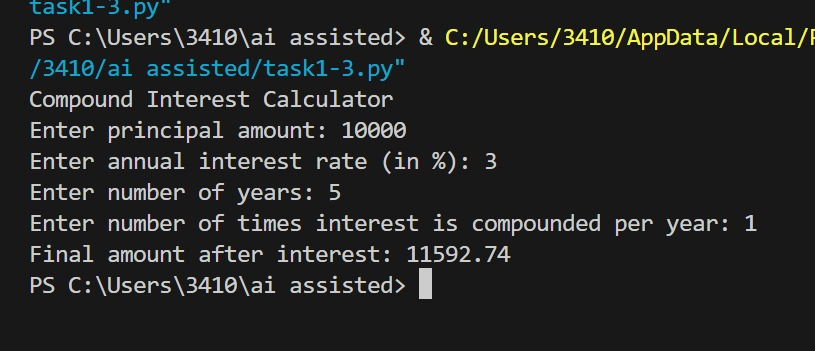 task1-3.py"
PS C:\Users\3410\ai assisted> & C:/Users/3410/AppData/Local/
/3410/ai assisted/task1-3.py"
Compound Interest Calculator
Enter principal amount: 10000
Enter annual interest rate (in %): 3
Enter number of years: 5
Enter number of times interest is compounded per year: 1
Final amount after interest: 11592.74
PS C:\Users\3410\ai assisted>